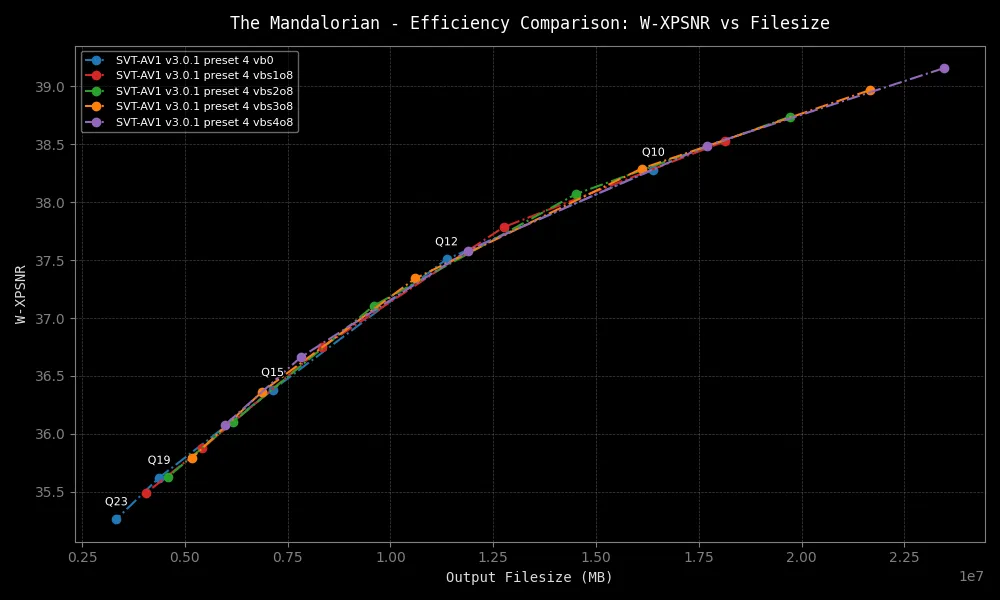 The Mandalorian - Efficiency Comparison: W-XPSNR vs Filesize
SVT-AV1 v3.0.1 preset 4 vb0
SVT-AV1 v3.0.1 preset 4 vbs1o8
SVT-AV1 v3.0.1 preset 4 vbs2o8
SVT-AV1 v3.0.1 preset 4 vbs3o8
SVT-AV1 v3.0.1 preset 4 vbs4o8
39.0
38.5
38.0
37.5
37.0
36.5
36.0
35.5
W-XPSNR
Q10
Q12
Q15
Q19
Q23
0.25 0.50 0.75 1.00 1.25 1.50 1.75 2.00 2.25
1e7
Output Filesize (MB)